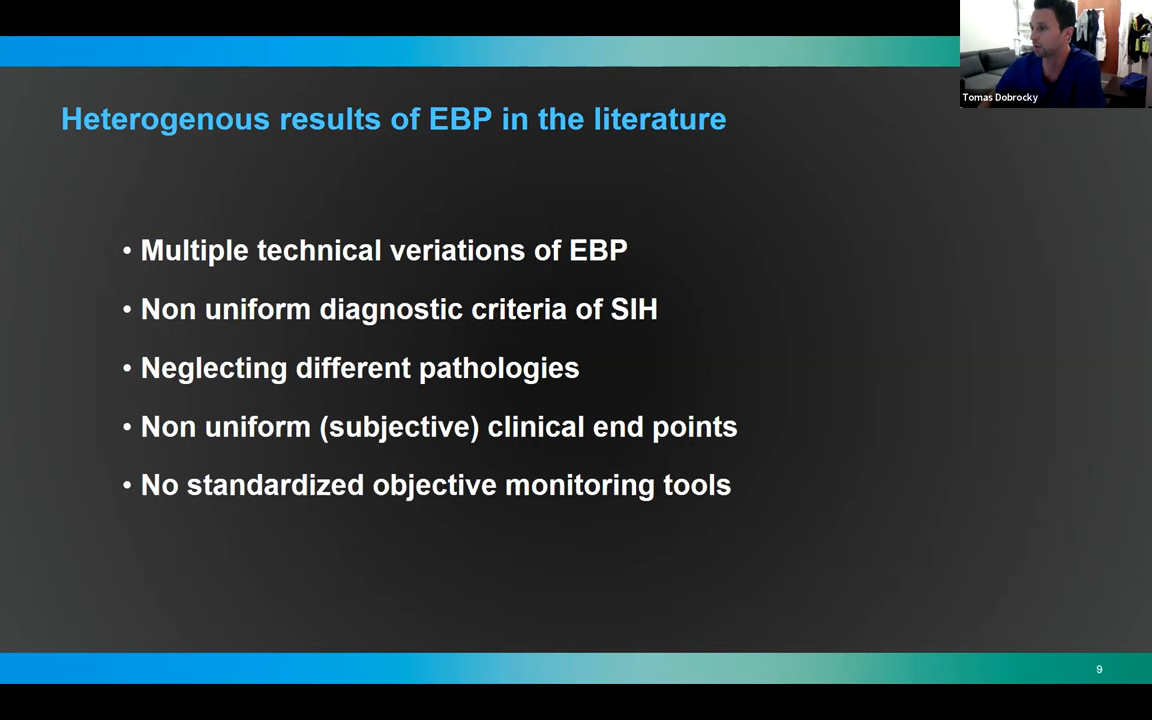 Tomas Dobrocky
Heterogenous results of EBP in the literature
• Multiple technical veriations of EBP
• Non uniform diagnostic criteria of SIH
• Neglecting different pathologies
• Non uniform (subjective) clinical end points
• No standardized objective monitoring tools
9